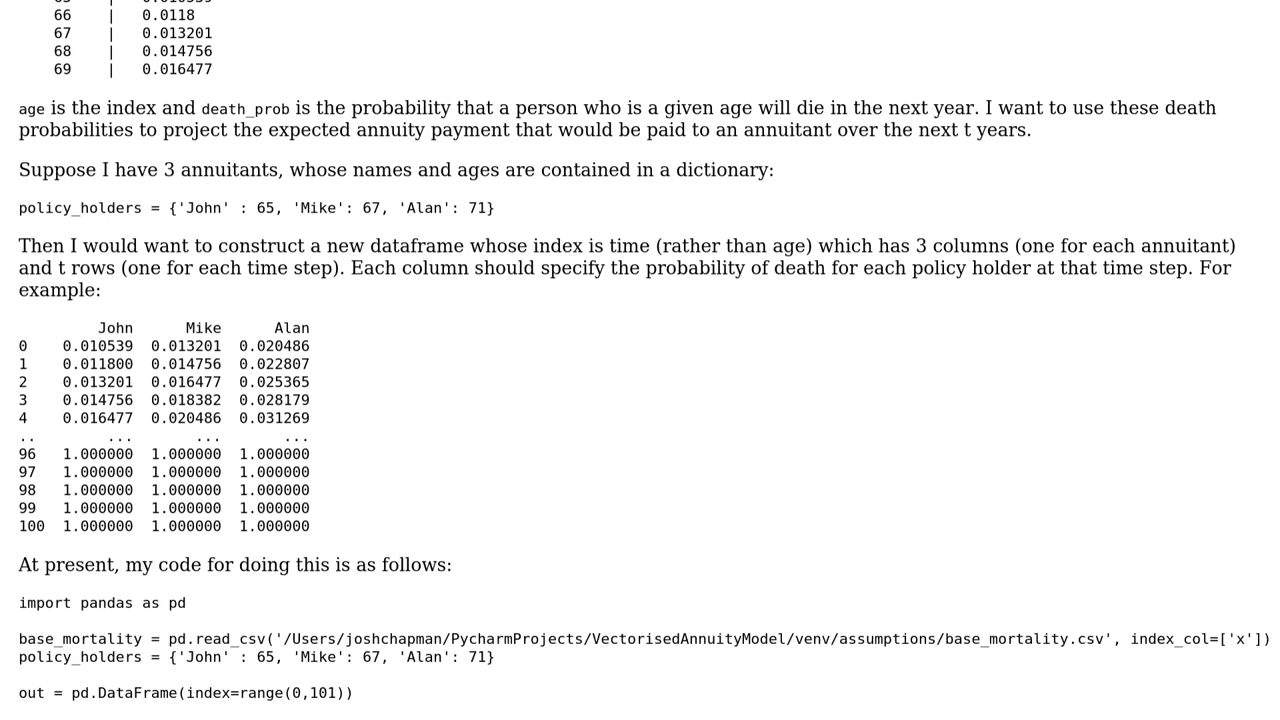 66    |   0.0118
67    |   0.013201
68    |   0.014756
69    |   0.016477
age is the index and death_prob is the probability that a person who is a given age will die in the next year. I want to use these death
probabilities to project the expected annuity payment that would be paid to an annuitant over the next t years.
Suppose I have 3 annuitants, whose names and ages are contained in a dictionary:
policy_holders = {'John' : 65, 'Mike': 67, 'Alan': 71}
Then I would want to construct a new dataframe whose index is time (rather than age) which has 3 columns (one for each annuitant)
and t rows (one for each time step). Each column should specify the probability of death for each policy holder at that time step. For
example:
         John      Mike      Alan
0    0.010539  0.013201  0.020486
1    0.011800  0.014756  0.022807
2    0.013201  0.016477  0.025365
3    0.014756  0.018382  0.028179
4    0.016477  0.020486  0.031269
..        ...       ...       ...
96   1.000000  1.000000  1.000000
97   1.000000  1.000000  1.000000
98   1.000000  1.000000  1.000000
99   1.000000  1.000000  1.000000
100  1.000000  1.000000  1.000000
At present, my code for doing this is as follows:
import pandas as pd
base_mortality = pd.read_csv('/Users/joshchapman/PycharmProjects/VectorisedAnnuityModel/venv/assumptions/base_mortality.csv', index_col=['x'])
policy_holders = {'John' : 65, 'Mike': 67, 'Alan': 71}
out = pd.DataFrame(index=range(0,101))